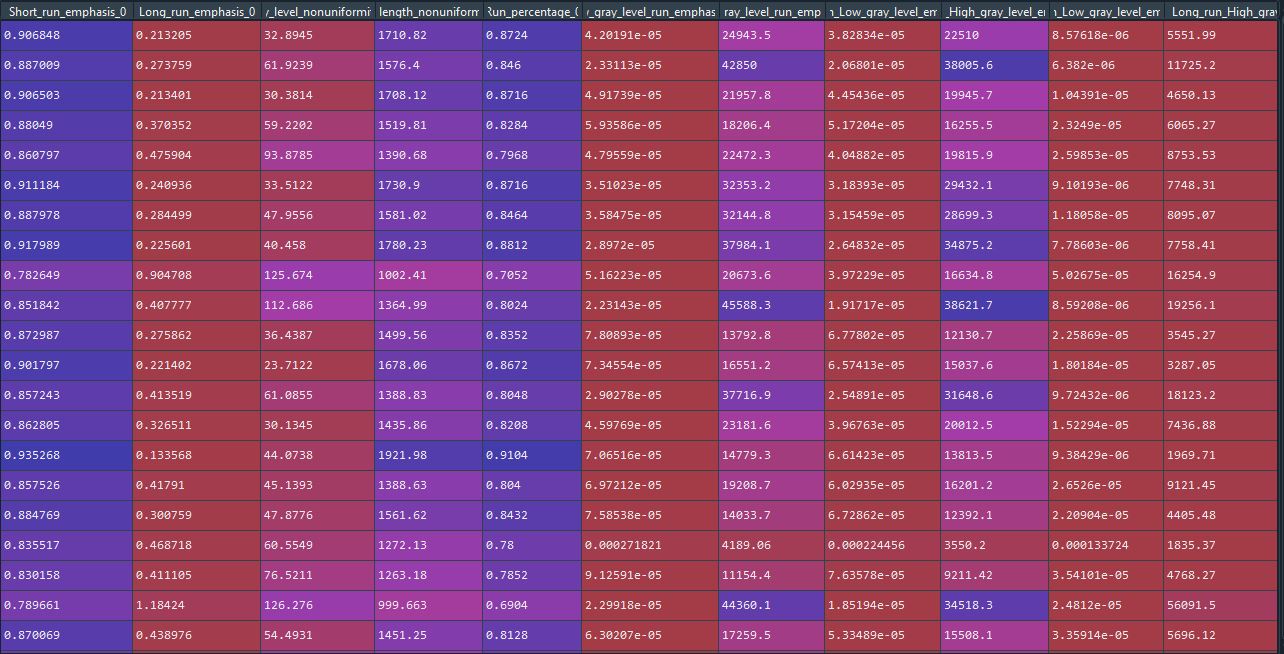 Short_run_emphasis_0 Long_run_emphasis_0 _level_nonuniformi length_nonuniform Run_percentage_( _gray_level_run_emphas ray_level_run_emp _Low_gray_level_em _High_gray_level_e _Low_gray_level_em Long_run_High_gra
0.906848 0.213205 32.8945 1710.82 0.8724 4.20191e-05 24943.5 3.82834e-05 22510 8.57618e-06 5551.99
0.887009 0.273759 61.9239 1576.4 0.846 2.33113e-05 42850 2.06801e-05 38005.6 6.382e-06 11725.2
0.906503 0.213401 30.3814 1708.12 0.8716 4.91739e-05 21957.8 4.45436e-05 19945.7 1.04391e-05 4650.13
0.88049 0.370352 59.2202 1519.81 0.8284 5.93586e-05 18206.4 5.17204e-05 16255.5 2.3249e-05 6065.27
0.860797 0.475904 93.8785 1390.68 0.7968 4.79559e-05 22472.3 4.04882e-05 19815.9 2.59853e-05 8753.53
0.911184 0.240936 33.5122 1730.9 0.8716 3.51023e-05 32353.2 3.18393e-05 29432.1 9.10193e-06 7748.31
0.887978 0.284499 47.9556 1581.02 0.8464 3.58475e-05 32144.8 3.15459e-05 28699.3 1.18058e-05 8095.07
0.917989 0.225601 40.458 1780.23 0.8812 2.8972e-05 37984.1 2.64832e-05 34875.2 7.78603e-06 7758.41
0.782649 0.904708 125.674 1002.41 0.7052 5.16223e-05 20673.6 3.97229e-05 16634.8 5.02675e-05 16254.9
0.851842 0.407777 112.686 1364.99 0.8024 2.23143e-05 45588.3 1.91717e-05 38621.7 8.59208e-06 19256.1
0.872987 0.275862 36.4387 1499.56 0.8352 7.80893e-05 13792.8 6.77802e-05 12130.7 2.25869e-05 3545.27
0.901797 0.221402 23.7122 1678.06 0.8672 7.34554e-05 16551.2 6.57413e-05 15037.6 1.80184e-05 3287.05
0.857243 0.413519 61.0855 1388.83 0.8048 2.90278e-05 37716.9 2.54891e-05 31648.6 9.72432e-06 18123.2
0.862805 0.326511 30.1345 1435.86 0.8208 4.59769e-05 23181.6 3.96763e-05 20012.5 1.52294e-05 7436.88
0.935268 0.133568 44.0738 1921.98 0.9104 7.06516e-05 14779.3 6.61423e-05 13813.5 9.38429e-06 1969.71
0.857526 0.41791 45.1393 1388.63 0.804 6.97212e-05 19208.7 6.02935e-05 16201.2 2.6526e-05 9121.45
0.884769 0.300759 47.8776 1561.62 0.8432 7.58538e-05 14033.7 6.72862e-05 12392.1 2.20904e-05 4405.48
0.835517 0.468718 60.5549 1272.13 0.78 0.000271821 4189.06 0.000224456 3550.2 0.000133724 1835.37
0.830158 0.411105 76.5211 1263.18 0.7852 9.12591e-05 11154.4 7.63578e-05 9211.42 3.54101e-05 4768.27
0.789661 1.18424 126.276 999.663 0.6904 2.29918e-05 44360.1 1.85194e-05 34518.3 2.4812e-05 56091.5
0.870069 0.438976 54.4931 1451.25 0.8128 6.30207e-05 17259.5 5.33489e-05 15508.1 3.35914e-05 5696.12